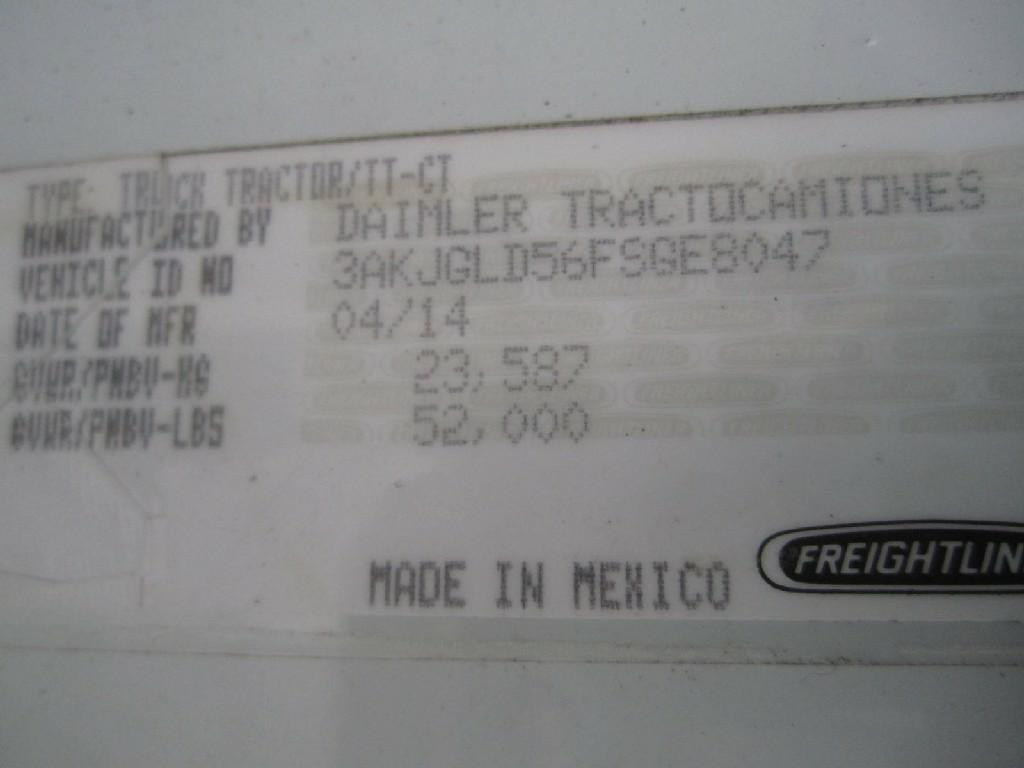 TYPE: TRUCK TRACTOR/TT-CT
MANUFACTURED BY DAIMLER TRACTOCAMIONES
VEHICLE ID NO 3AKJGLD56FSGE8047
DATE OF MFR 04/14
GVWR/PNBV-KG 23,587
GVWR/PNBV-LBS 52,000
MADE IN MEXICO
FREIGHTLIN